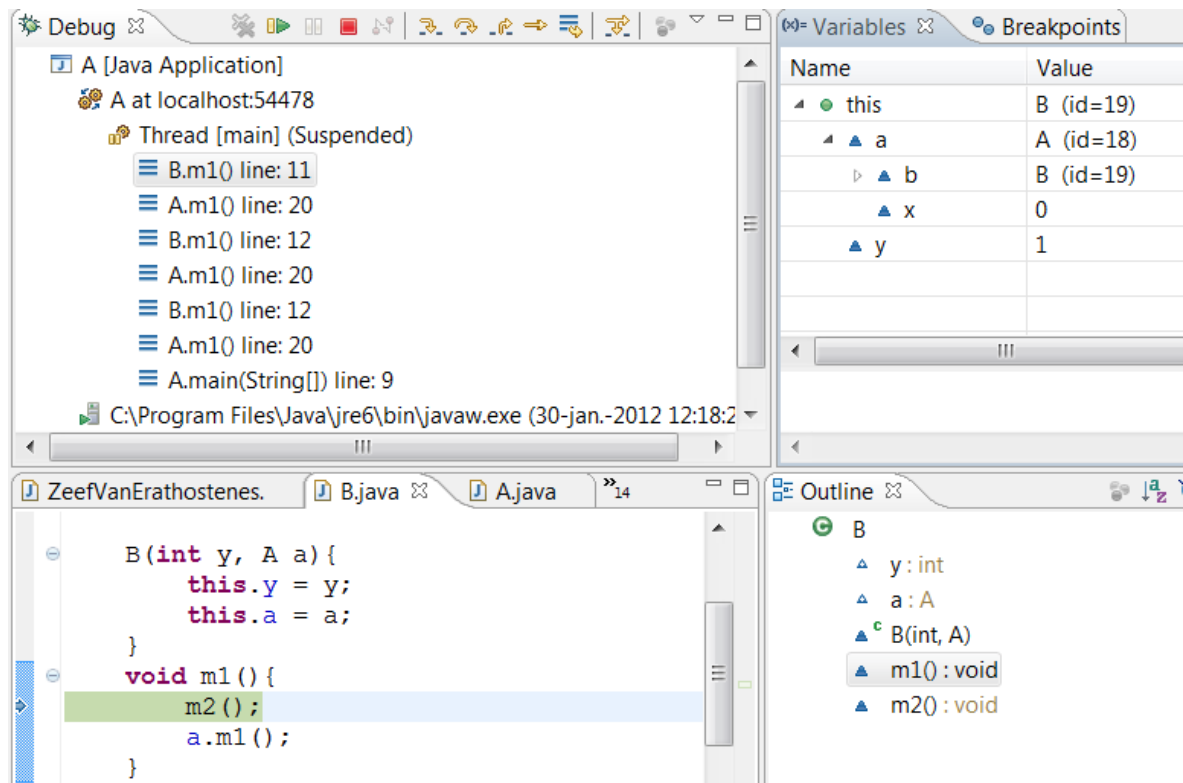 Debug
A [Java Application]
A at localhost:54478
Thread [main] (Suspended)
B.m1() line: 11
A.m1() line: 20
B.m1() line: 12
A.m1() line: 20
B.m1() line: 12
A.m1() line: 20
A.main(String[]) line: 9
C:\Program Files\Java\jre6\bin\javaw.exe (30-jan.-2012 12:18:2
(x)= Variables Breakpoints
Name Value
this B (id=19)
a A (id=18)
b B (id=19)
x 0
y 1
ZeefVanErathostenes. B.java A.java »14
B(int y, A a){
this.y = y;
this.a = a;
}
void m1(){
m2();
a.m1();
}
Outline
B
y : int
a : A
B(int, A)
m1() : void
m2() : void